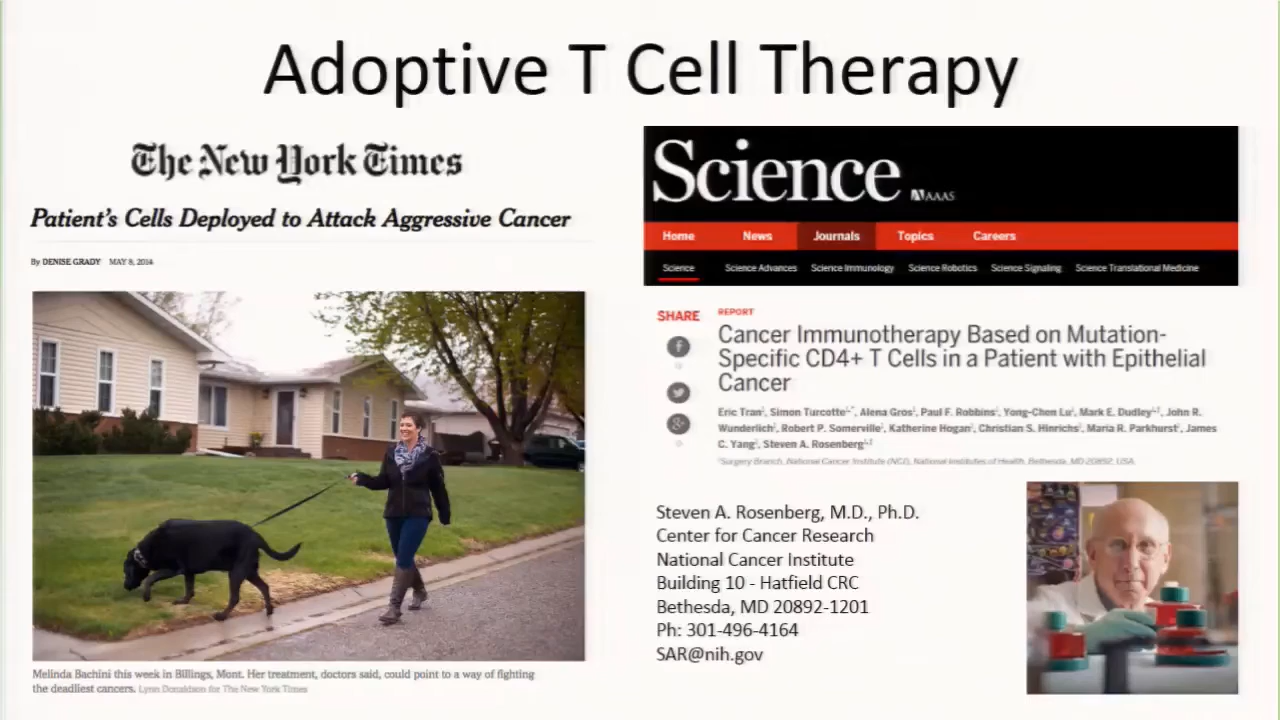 Adoptive T Cell Therapy
The New York Times
Patient's Cells Deployed to Attack Aggressive Cancer
By DENISE GRADY MAY 8, 2014
Melinda Bachini this week in Billings, Mont. Her treatment, doctors said, could point to a way of fighting
the deadliest cancers. Lynn Donaldson for The New York Times
Science
AAAS
Home News Journals Topics Careers
Science Science Advances Science Immunology Science Robotics Science Signaling Science Translational Medicine
SHARE
REPORT
Cancer Immunotherapy Based on Mutation-
Specific CD4+ T Cells in a Patient with Epithelial
Cancer
Eric Tran, Simon Turcotte, Alena Gros, Paul F. Robbins, Yong-Chen Lu, Mark E. Dudley, John R.
Wunderlich, Robert P. Somerville, Katherine Hogan, Christian S. Hinrichs, Maria R. Parkhurst, James
C. Yang, Steven A. Rosenberg
Surgery Branch, National Cancer Institute (NCI), National Institutes of Health, Bethesda, MD 20892, USA.
Steven A. Rosenberg, M.D., Ph.D.
Center for Cancer Research
National Cancer Institute
Building 10 - Hatfield CRC
Bethesda, MD 20892-1201
Ph: 301-496-4164
SAR@nih.gov